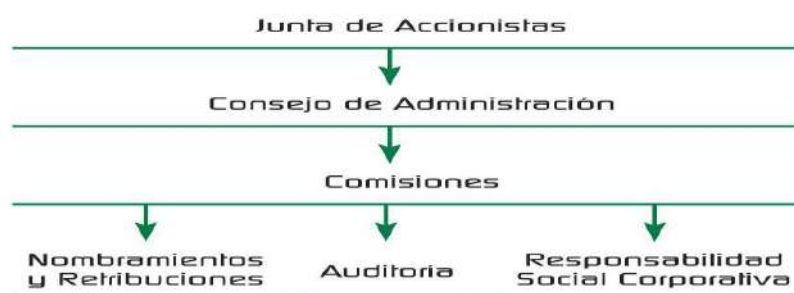 Junta de Accionistas
Consejo de Administración
Comisiones
Nombramientos
y Retribuciones
Auditoria
Responsabilidad
Social Corporativa